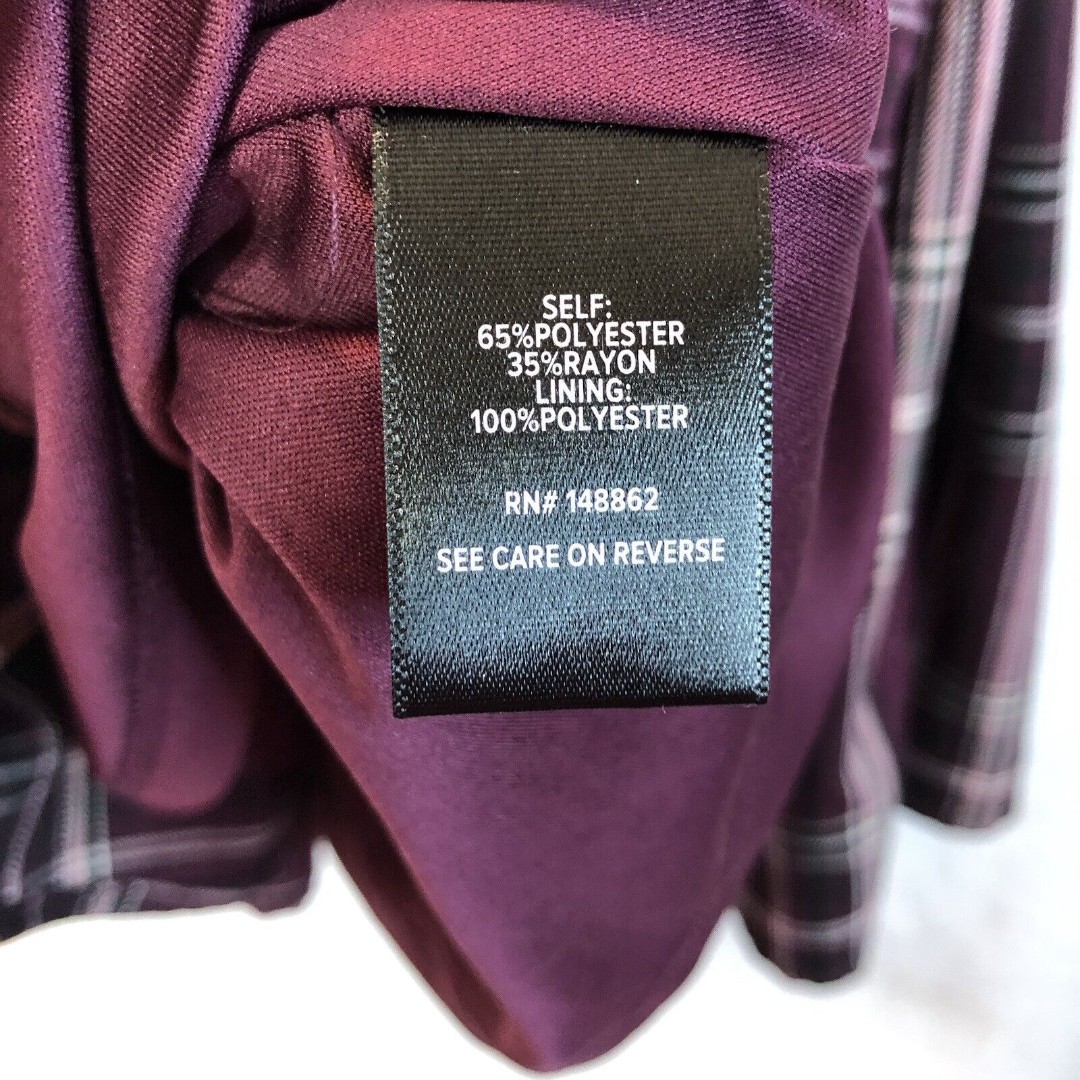 SELF:
65%POLYESTER
35%RAYON
LINING:
100%POLYESTER
RN# 148862
SEE CARE ON REVERSE